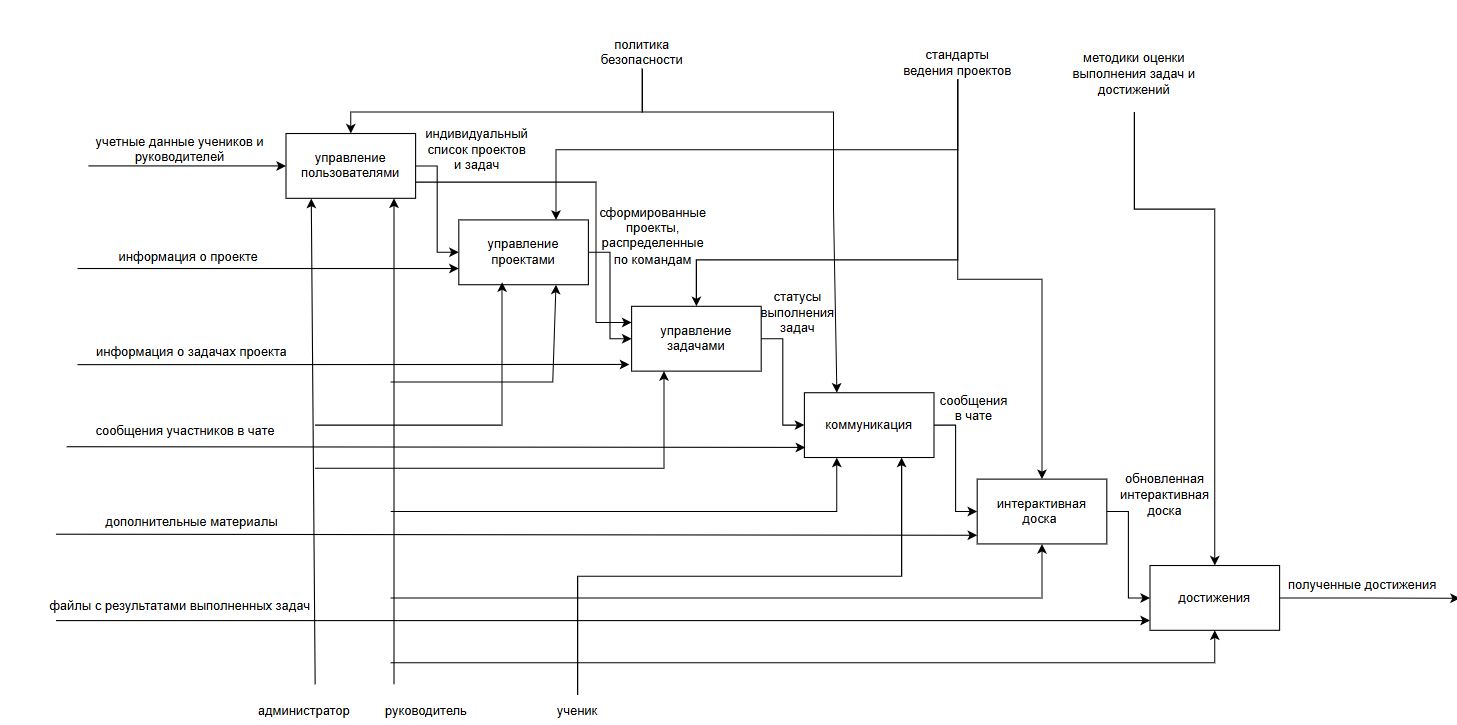 политика
безопасности
стандарты
ведения проектов
методики оценки
выполнения задач и
достижений
учетные данные учеников и
руководителей
управление
пользователями
индивидуальный
список проектов
и задач
информация о проекте
управление
проектами
сформированные
проекты,
распределенные
по командам
информация о задачах проекта
управление
задачами
статусы
выполнения
задач
сообщения участников в чате
коммуникация
сообщения
в чате
дополнительные материалы
интерактивная
доска
обновленная
интерактивная
доска
файлы с результатами выполненных задач
достижения
полученные достижения
администратор
руководитель
ученик